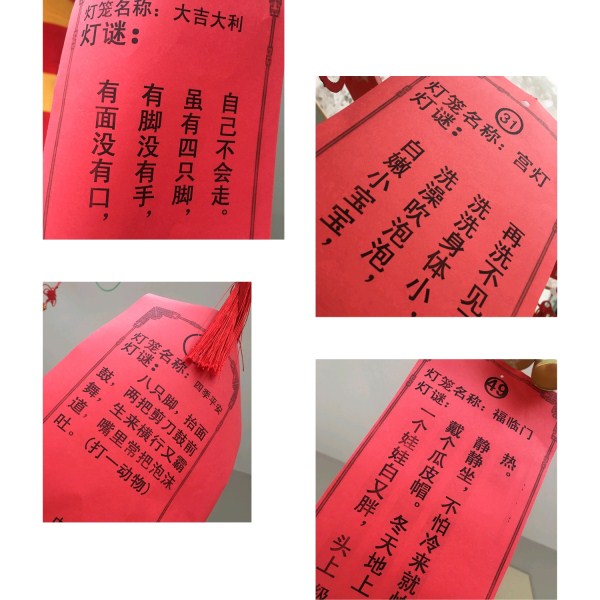 灯笼名称：大吉大利
灯谜：
有面没有口，
有脚没有手，
虽有四只脚，
自己不会走。
31
灯笼名称：宫灯
灯谜：
白嫩小宝宝，
洗澡吹泡泡，
洗洗身体小，
再洗不见
灯笼名称：四季平安
灯谜：
八只脚，抬面
鼓，两把剪刀鼓前
舞，生来横行又霸
道，嘴里常把泡沫
吐。
(打一动物)
49
灯笼名称：福临门
灯谜：
一个娃娃白又胖，头上
戴个瓜皮帽。冬天地上
静静坐，不怕冷来就怕
热。